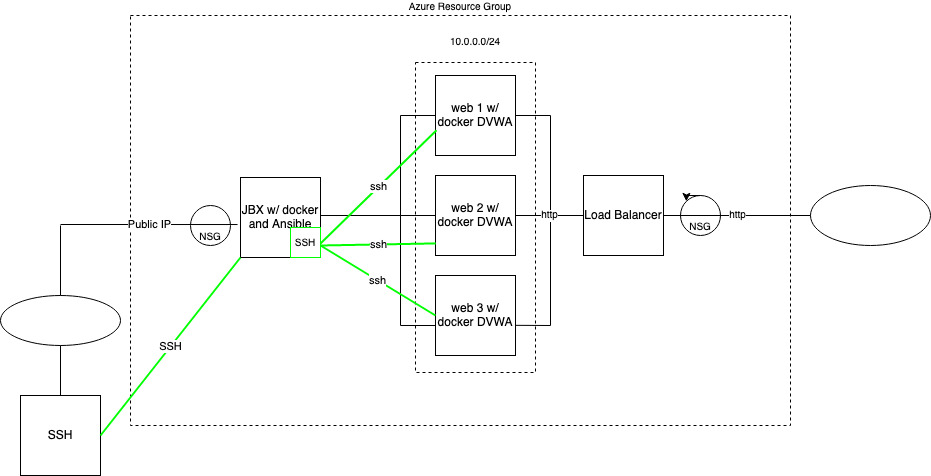 Azure Resource Group
10.0.0.0/24
web 1 w/
docker DVWA
ssh
JBX w/ docker
and Ansible
SSH
Public IP
NSG
web 2 w/
docker DVWA
ssh
http
Load Balancer
NSG
http
ssh
web 3 w/
docker DVWA
SSH
SSH